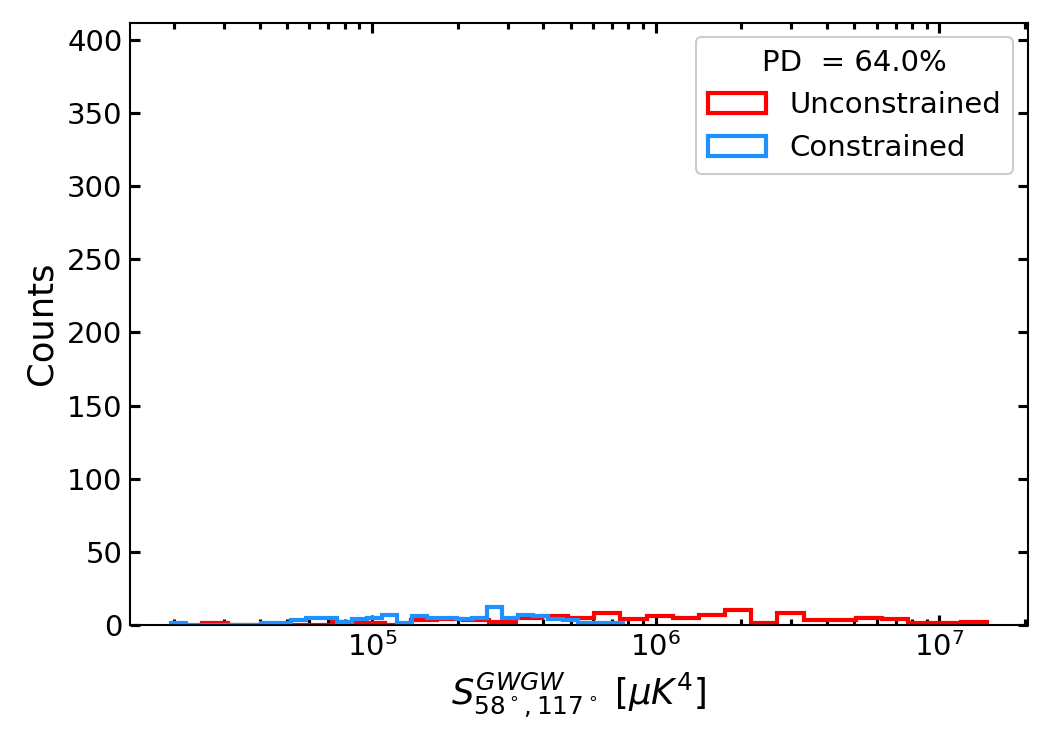 400
350
300
250
200
150
100
50
0
Counts
PD = 64.0%
Unconstrained
Constrained
10^5 10^6 10^7
S^{GWGW}_{58°, 117°} [μK^4]